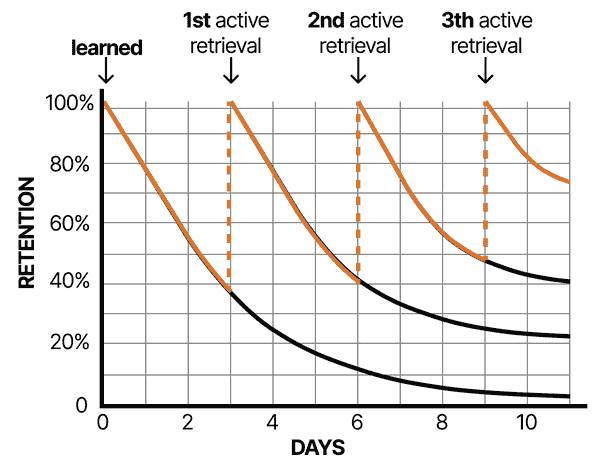 learned
1st active
retrieval
2nd active
retrieval
3th active
retrieval
RETENTION
100%
80%
60%
40%
20%
0
0 2 4 6 8 10
DAYS